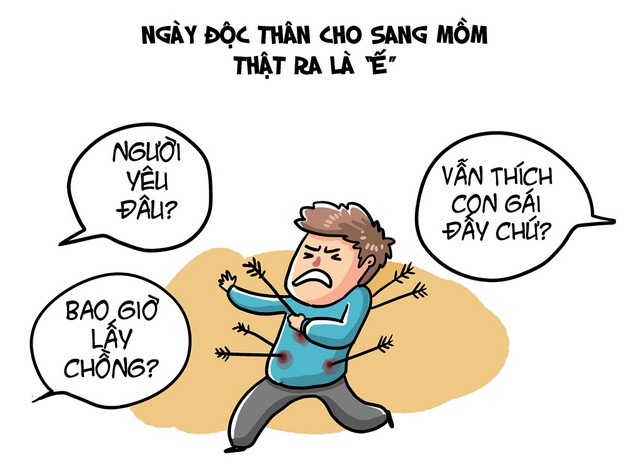 NGÀY ĐỘC THÂN CHO SANG MỒM
THẬT RA LÀ "Ế"
NGƯỜI
YÊU
ĐÂU?
VẪN THÍCH
CON GÁI
ĐẤY CHỨ?
BAO GIỜ
LẤY
CHỒNG?